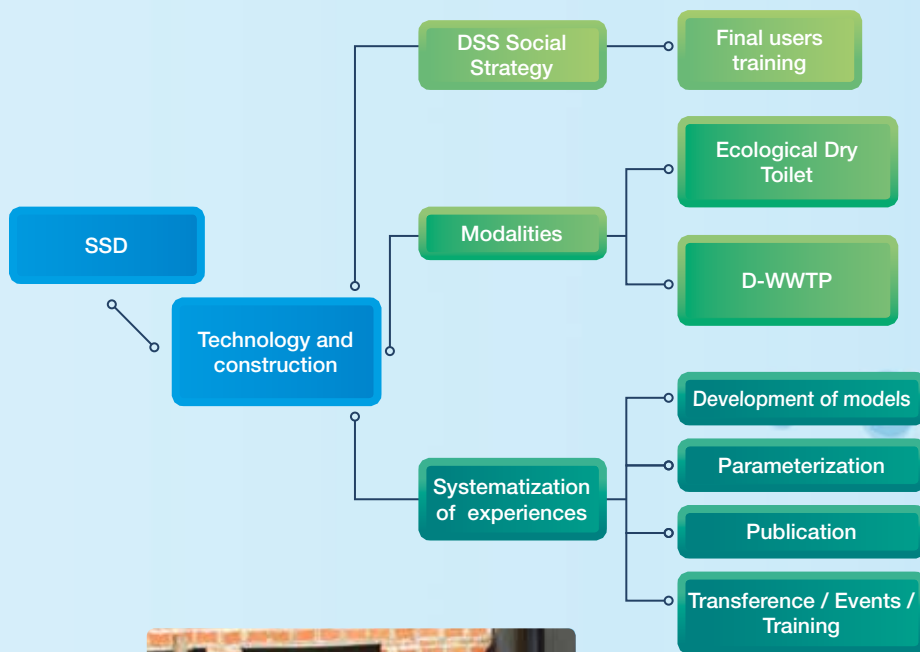 SSD
Technology and
construction
DSS Social
Strategy
Final users
training
Modalities
Ecological Dry
Toilet
D-WWTP
Systematization
of experiences
Development of models
Parameterization
Publication
Transference / Events /
Training